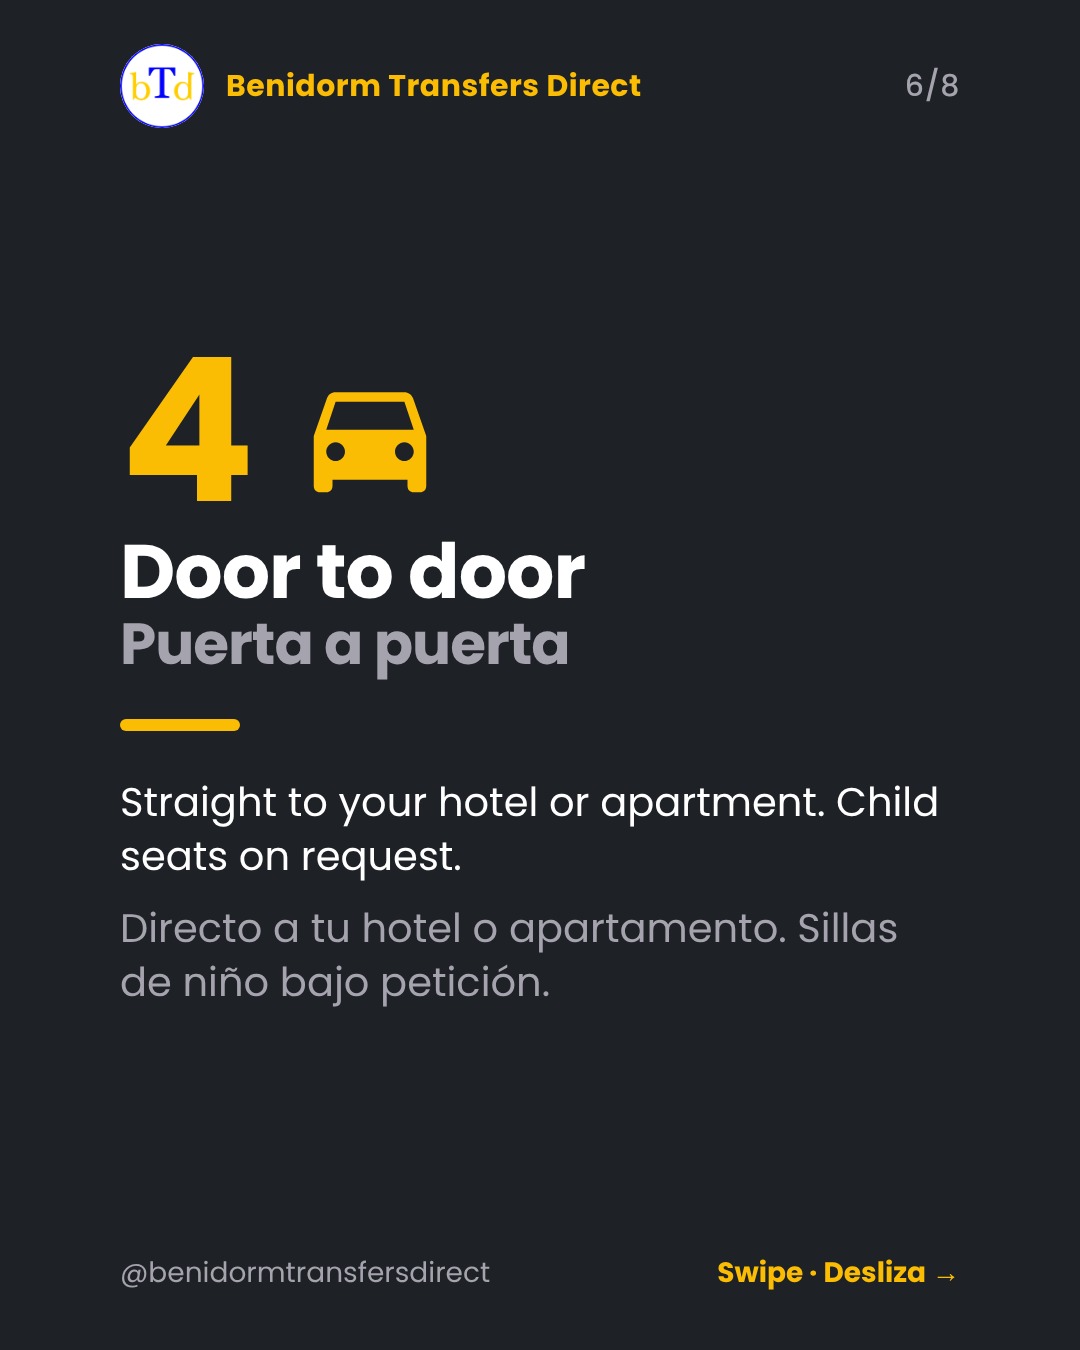 bTd
Benidorm Transfers Direct
6/8
4
Door to door
Puerta a puerta
Straight to your hotel or apartment. Child
seats on request.
Directo a tu hotel o apartamento. Sillas
de niño bajo petición.
@benidormtransfersdirect
Swipe · Desliza →